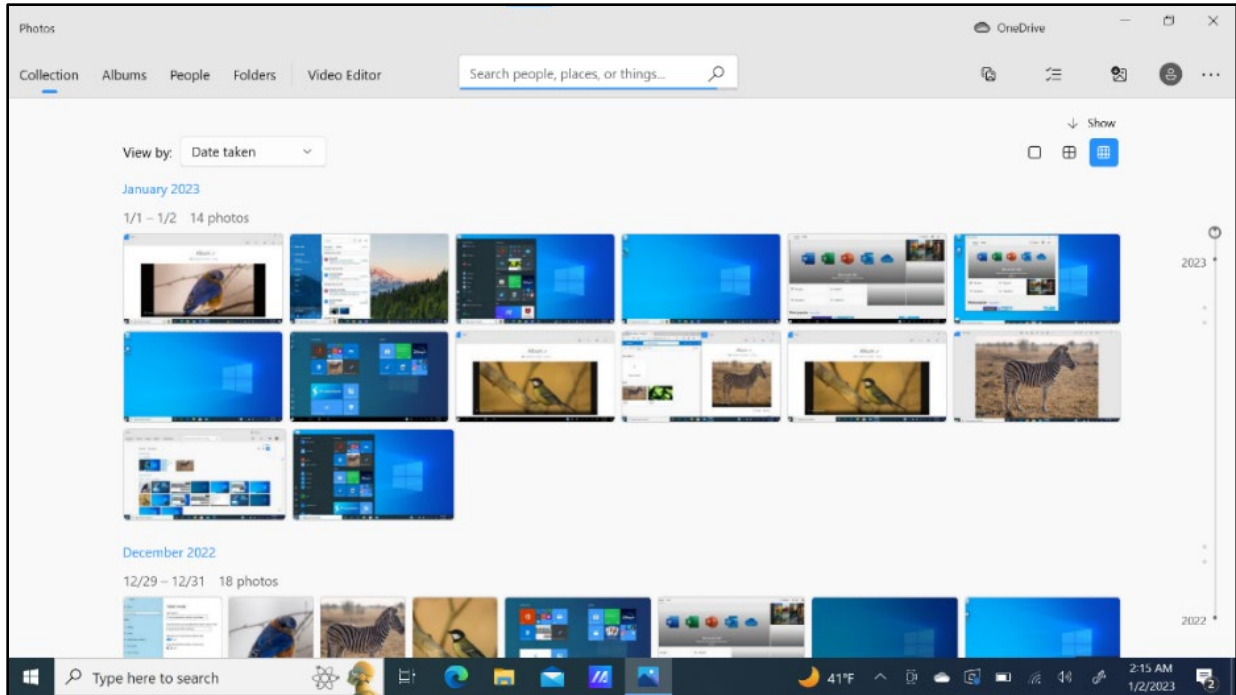 Photos
OneDrive
Collection Albums People Folders Video Editor
Search people, places, or things...
Show
View by: Date taken
January 2023
1/1 – 1/2 14 photos
2023
December 2022
12/29 – 12/31 18 photos
2022
Type here to search
41°F
2:15 AM
1/2/2023
2